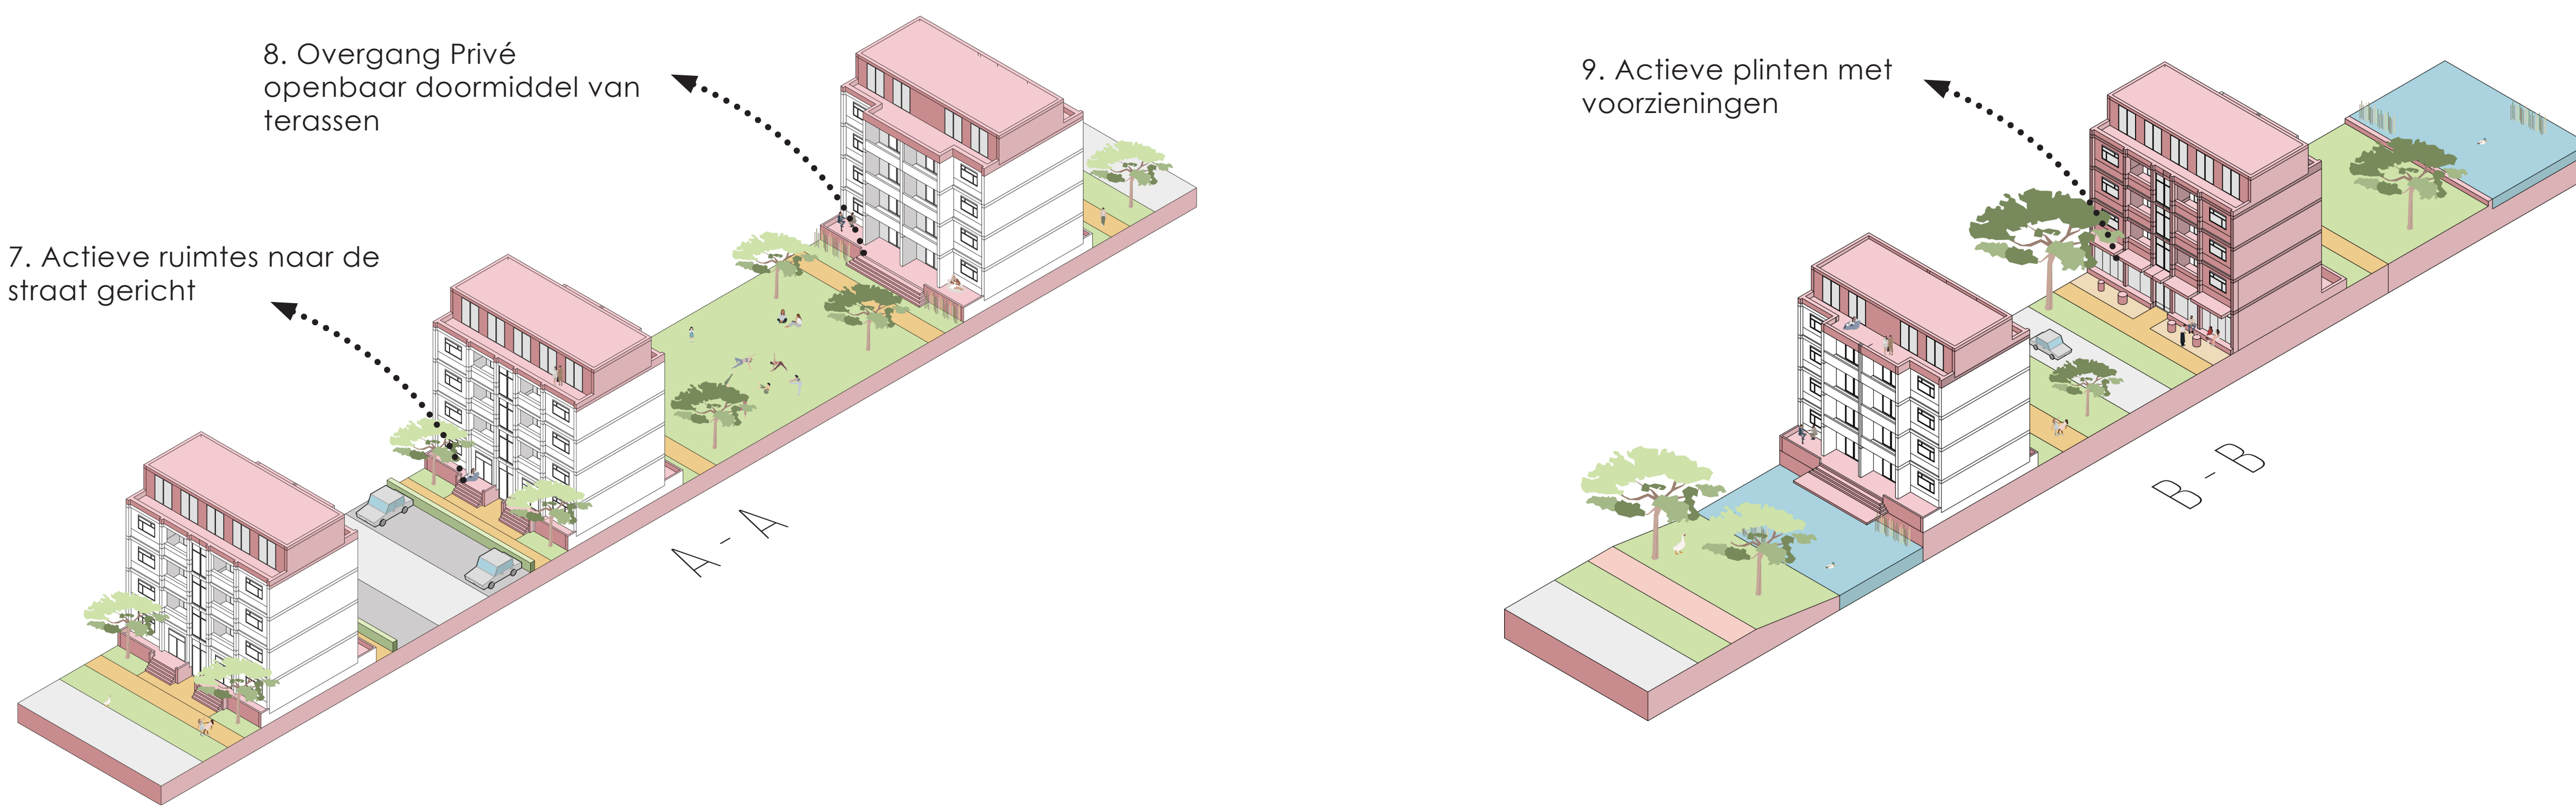 8. Overgang Privé
openbaar doormiddel van
terassen
7. Actieve ruimtes naar de
straat gericht
A - A
9. Actieve plinten met
voorzieningen
B - B